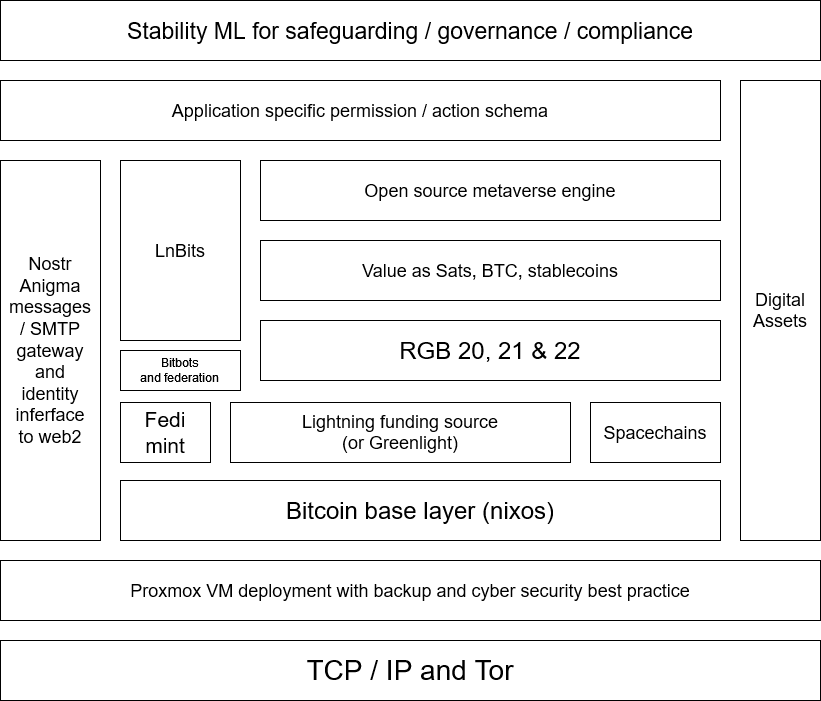 Stability ML for safeguarding / governance / compliance
Application specific permission / action schema
Nostr
Anigma
messages
/ SMTP
gateway
and
identity
inferface
to web2
LnBits
Bitbots
and federation
Open source metaverse engine
Value as Sats, BTC, stablecoins
RGB 20, 21 & 22
Fedi
mint
Lightning funding source
(or Greenlight)
Spacechains
Bitcoin base layer (nixos)
Digital
Assets
Proxmox VM deployment with backup and cyber security best practice
TCP / IP and Tor